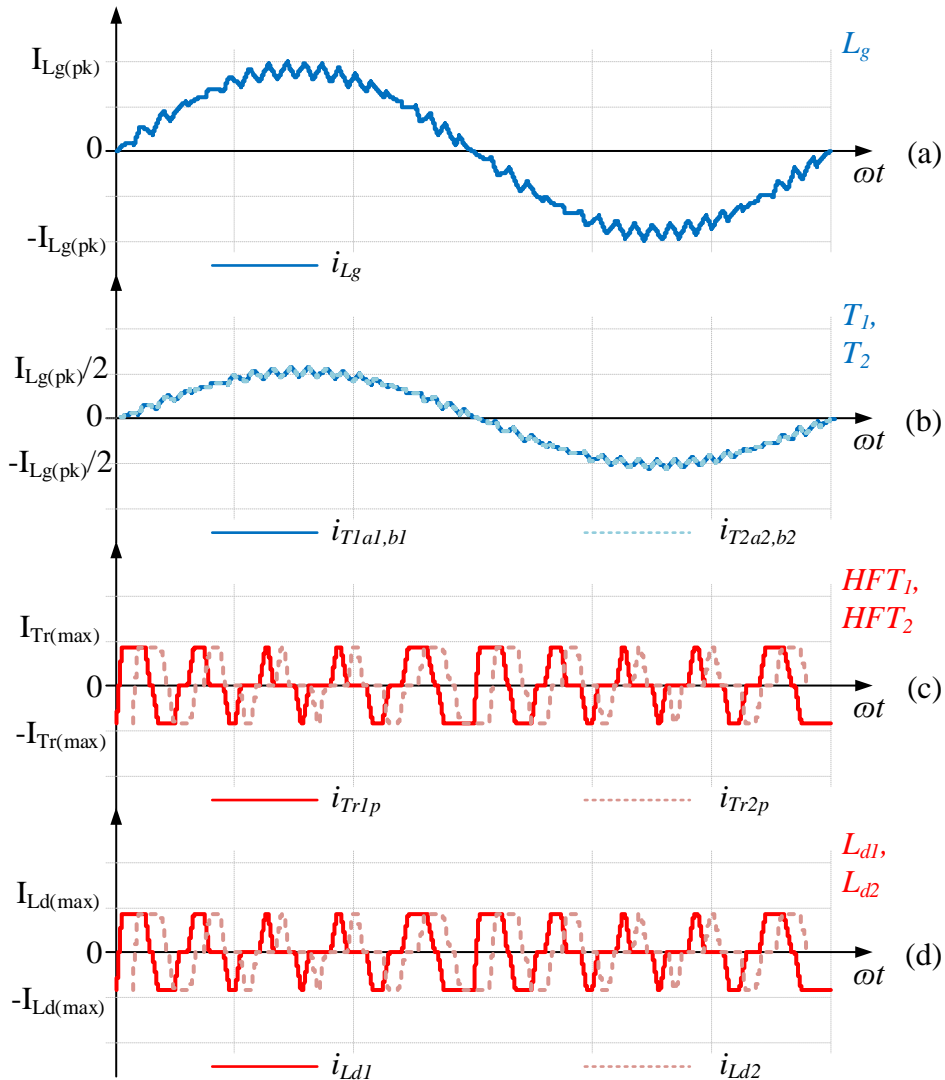 L_g
I_Lg(pk)
0
-I_Lg(pk)
ωt
(a)
i_Lg
T_1,
T_2
I_Lg(pk)/2
0
-I_Lg(pk)/2
ωt
(b)
i_T1a1,b1 i_T2a2,b2
HFT_1,
HFT_2
I_Tr(max)
0
-I_Tr(max)
ωt
(c)
i_Tr1p i_Tr2p
L_d1,
L_d2
I_Ld(max)
0
-I_Ld(max)
ωt
(d)
i_Ld1 i_Ld2